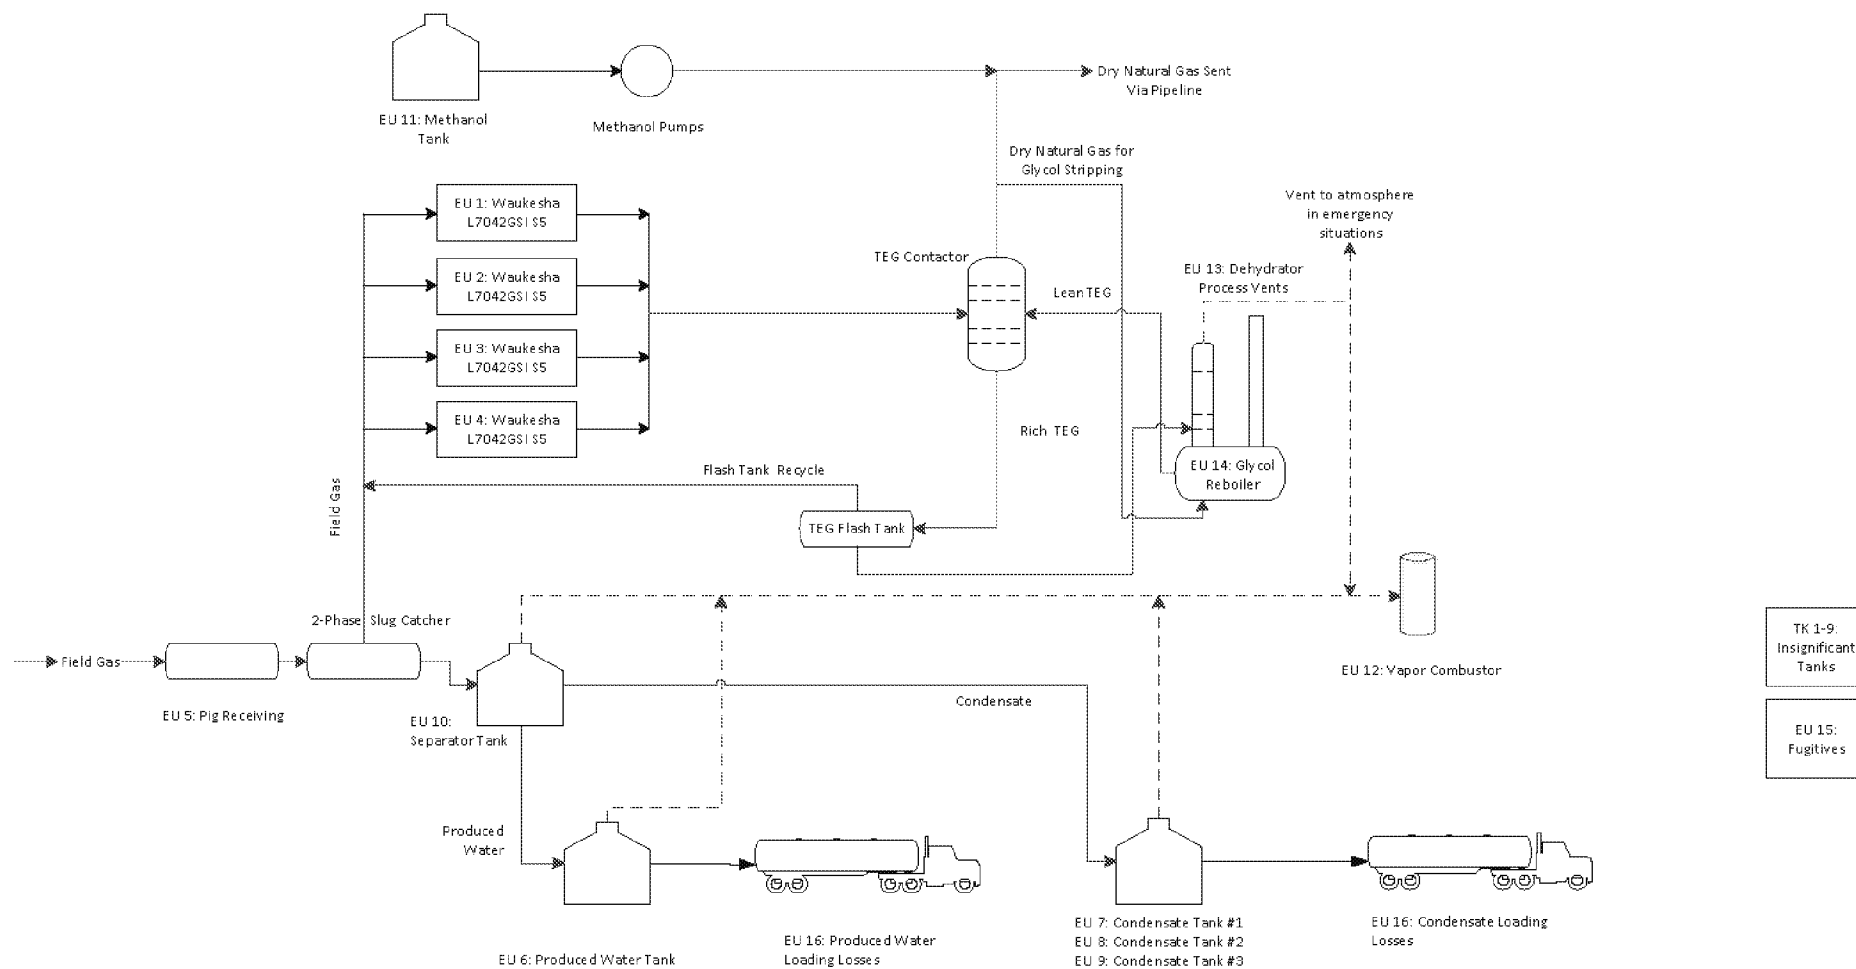 EU 11: Methanol
Tank
Methanol Pumps
Dry Natural Gas Sent
Via Pipeline
Dry Natural Gas for
Glycol Stripping
EU 1: Waukesha
L7042GSI S5
EU 2: Waukesha
L7042GSI S5
EU 3: Waukesha
L7042GSI S5
EU 4: Waukesha
L7042GSI S5
TEG Contactor
Lean TEG
Vent to atmosphere
in emergency
situations
EU 13: Dehydrator
Process Vents
Rich TEG
EU 14: Glycol
Reboiler
Flash Tank Recycle
Field Gas
TEG Flash Tank
2-Phase Slug Catcher
Field Gas
EU 5: Pig Receiving
EU 10:
Separator Tank
Condensate
EU 12: Vapor Combustor
TK 1-9:
Insignificant
Tanks
EU 15:
Fugitives
Produced
Water
EU 6: Produced Water Tank
EU 16: Produced Water
Loading Losses
EU 7: Condensate Tank #1
EU 8: Condensate Tank #2
EU 9: Condensate Tank #3
EU 16: Condensate Loading
Losses